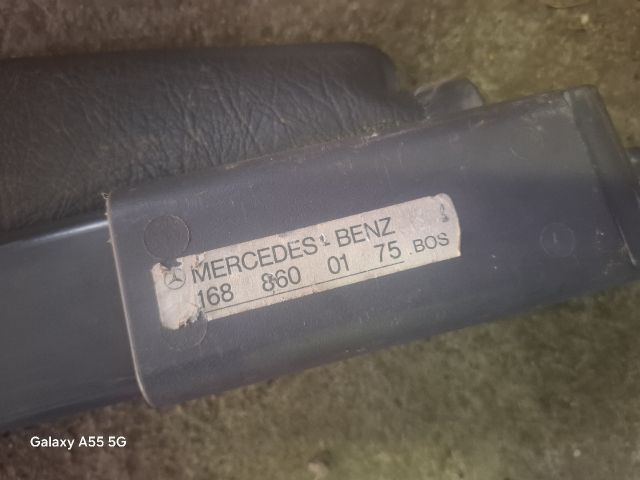 MERCEDES - BENZ
168 860 01 75 .BOS
Galaxy A55 5G